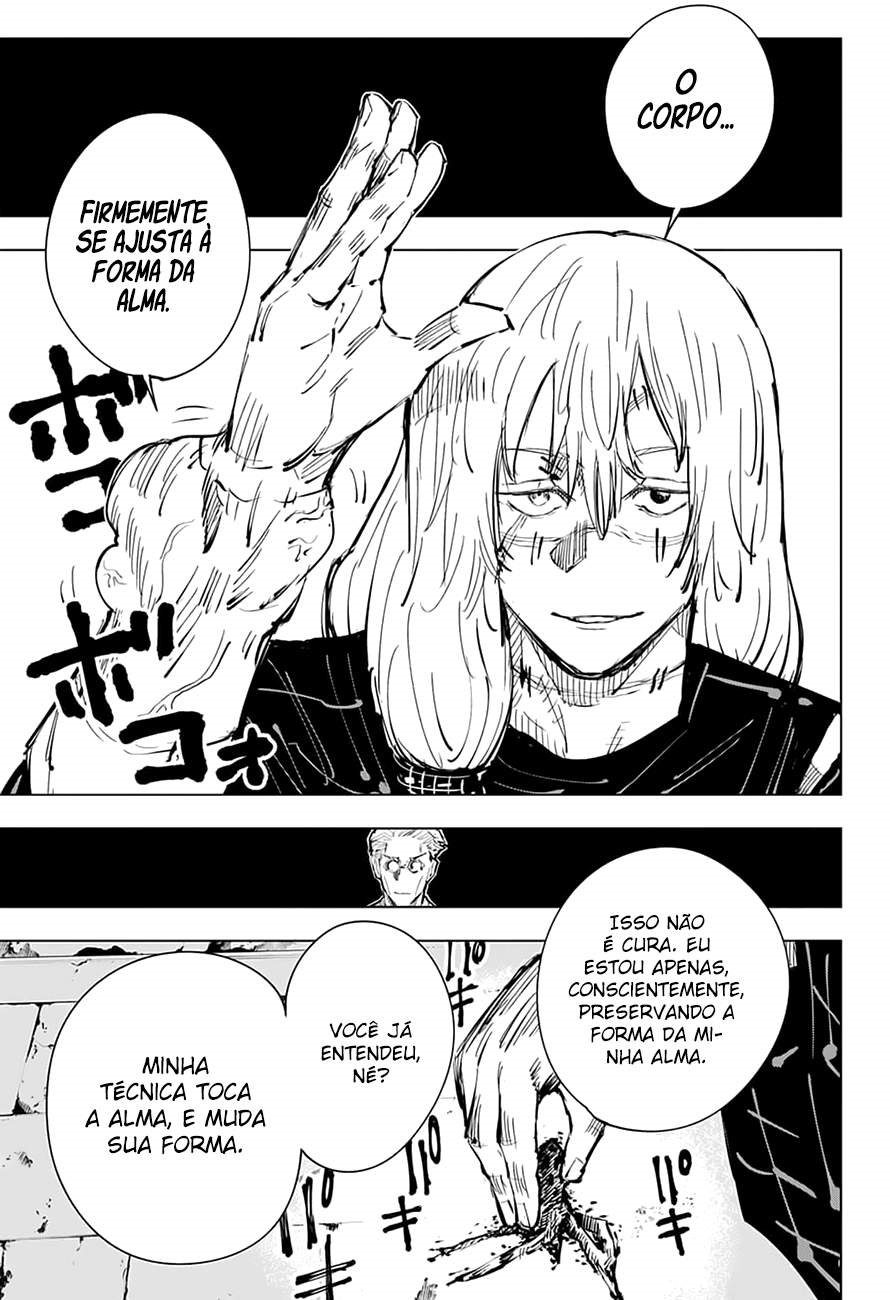 O
CORPO...
FIRMEMENTE,
SE AJUSTA À
FORMA DA
ALMA.
ボコ
ボコォ
ISSO NÃO
É CURA. EU
ESTOU APENAS,
CONSCIENTEMENTE,
PRESERVANDO A
FORMA DA MI-
NHA ALMA.
VOCÊ JÁ
ENTENDEU,
NÉ?
MINHA
TÉCNICA TOCA
A ALMA, E MUDA
SUA FORMA.
パキ
パキ
パキ
パキ